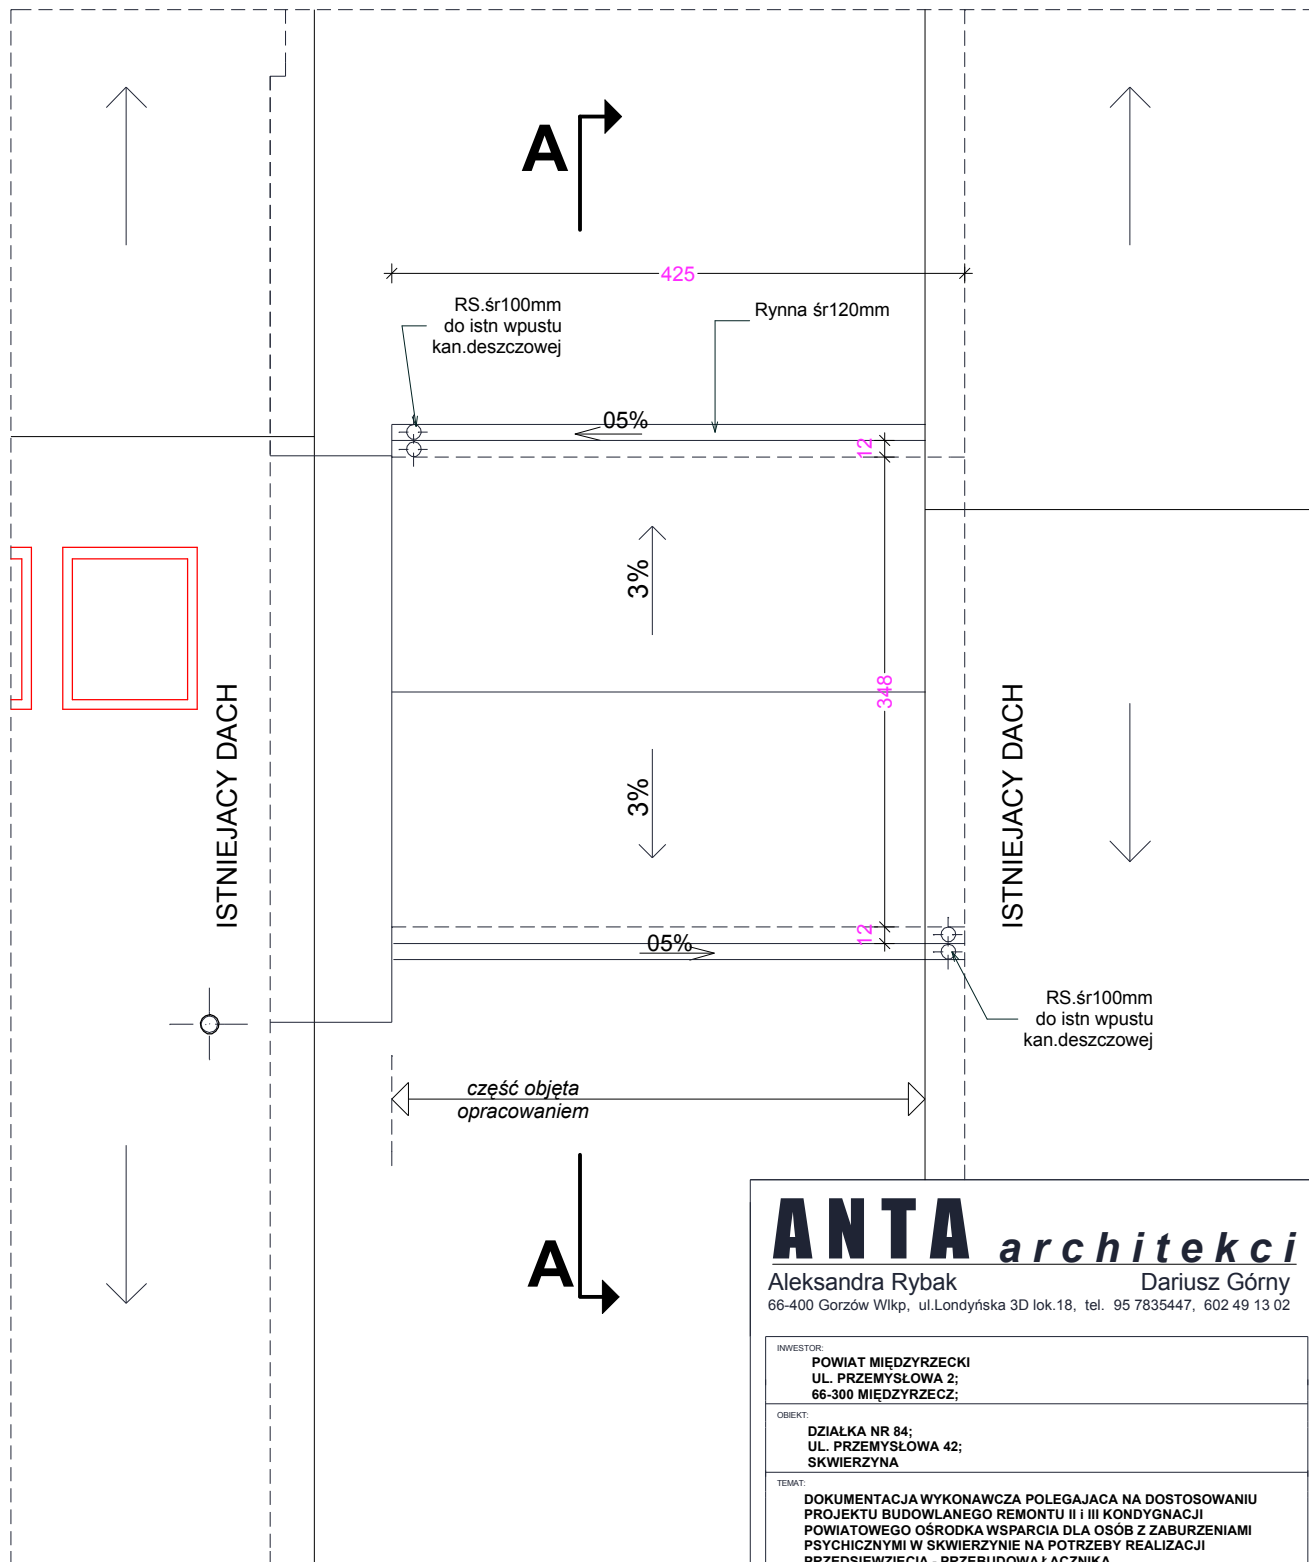 A
425
RS.śr100mm
do istn wpustu
kan.deszczowej
Rynna śr120mm
05%
12
3%
348
3%
ISTNIEJACY DACH
ISTNIEJACY DACH
12
05%
RS.śr100mm
do istn wpustu
kan.deszczowej
część objęta
opracowaniem
A
ANTA architekci
Aleksandra Rybak Dariusz Górny
66-400 Gorzów Wlkp, ul.Londyńska 3D lok.18, tel. 95 7835447, 602 49 13 02
INWESTOR:
POWIAT MIĘDZYRZECKI
UL. PRZEMYSŁOWA 2;
66-300 MIĘDZYRZECZ;
OBIEKT:
DZIAŁKA NR 84;
UL. PRZEMYSŁOWA 42;
SKWIERZYNA
TEMAT:
DOKUMENTACJA WYKONAWCZA POLEGAJACA NA DOSTOSOWANIU
PROJEKTU BUDOWLANEGO REMONTU II i III KONDYGNACJI
POWIATOWEGO OŚRODKA WSPARCIA DLA OSÓB Z ZABURZENIAMI
PSYCHICZNYMI W SKWIERZYNIE NA POTRZEBY REALIZACJI
PRZEDSIĘWZIĘCIA - PRZEBUDOWA ŁĄCZNIKA